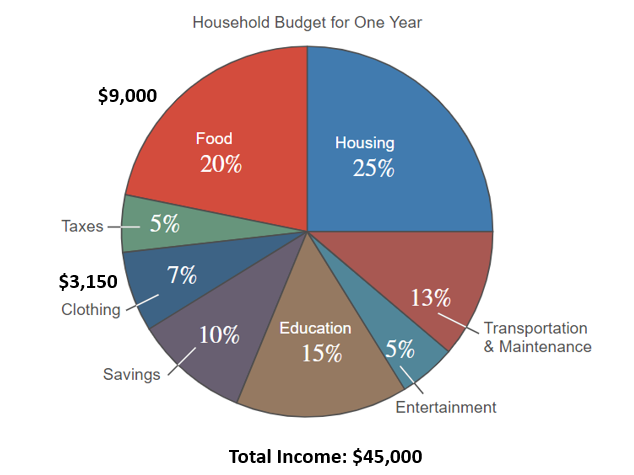 Household Budget for One Year
$9,000
Food
20%
Housing
25%
Taxes
5%
$3,150
Clothing
7%
13%
Transportation
& Maintenance
Savings
10%
Education
15%
5%
Entertainment
Total Income: $45,000